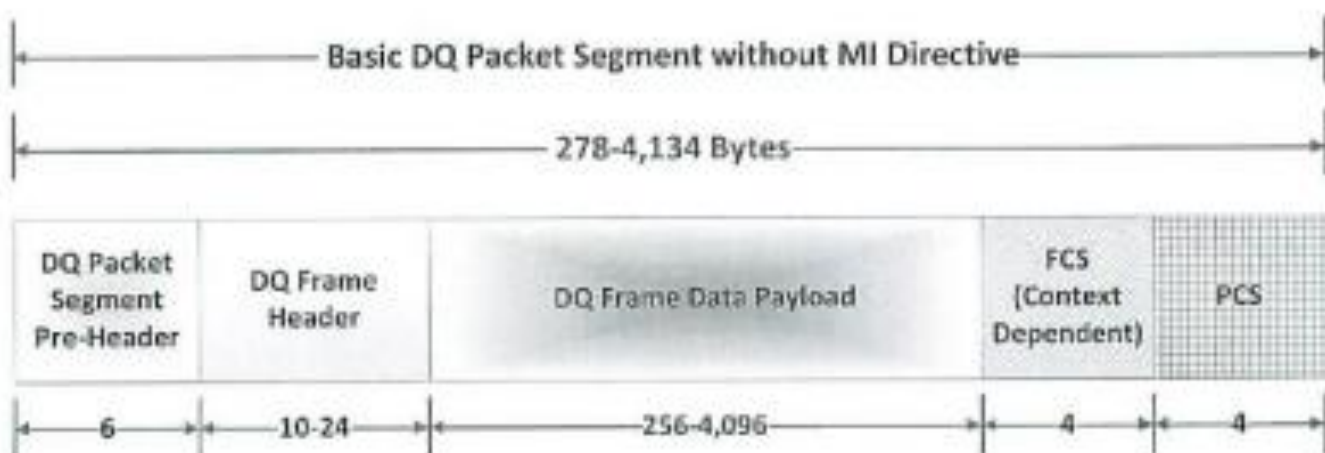 Basic DQ Packet Segment without MI Directive
278-4,134 Bytes
DQ Packet
Segment
Pre-Header
DQ Frame
Header
DQ Frame Data Payload
FCS
(Context
Dependent)
PCS
6
10-24
256-4,096
4
4